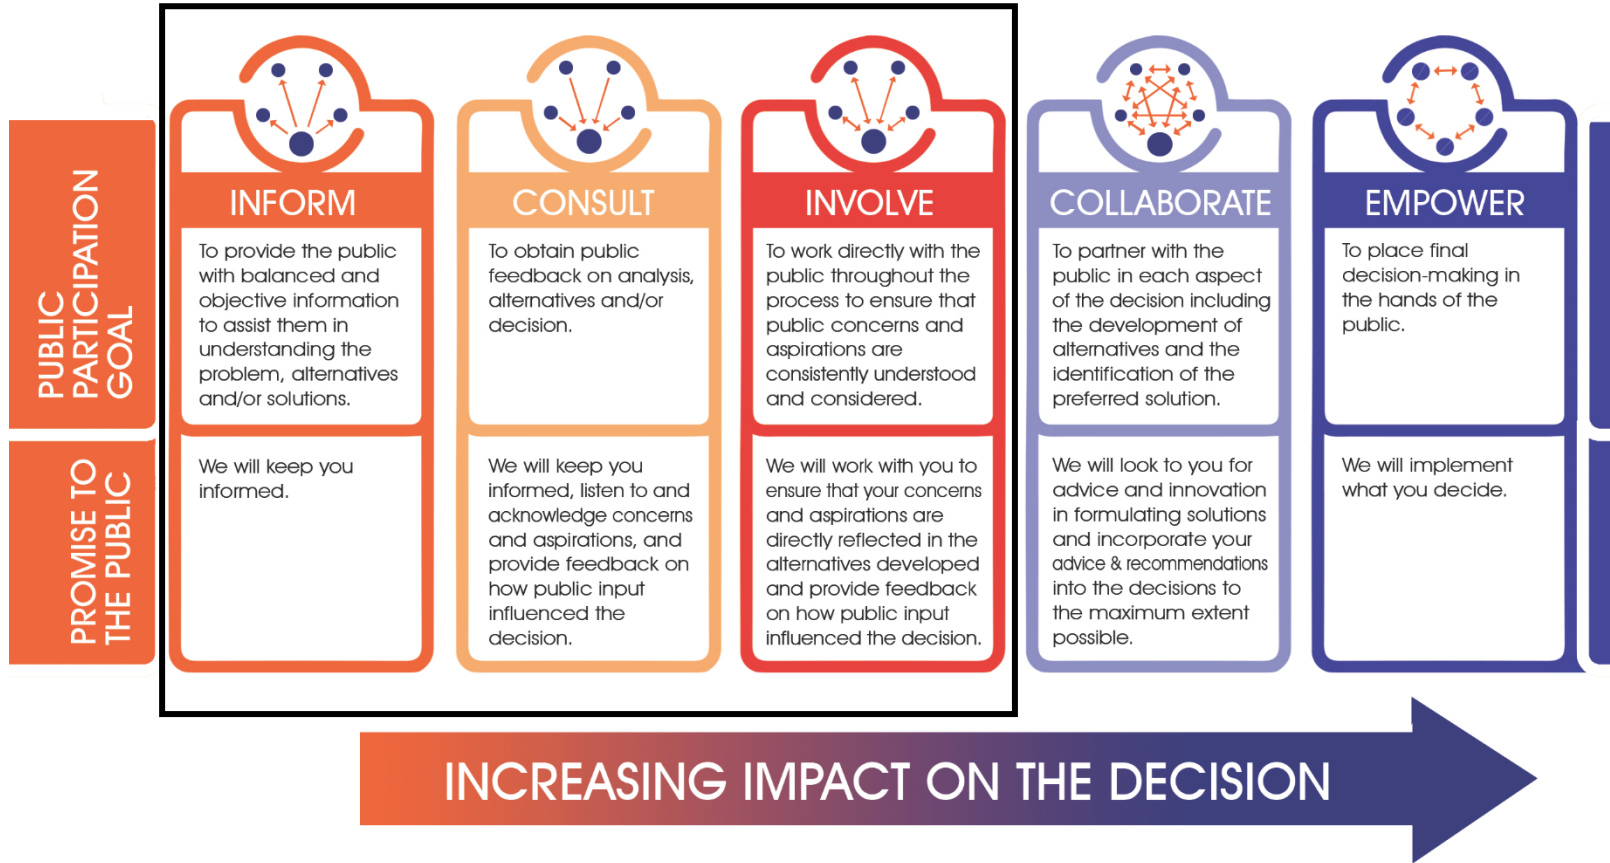 PUBLIC
PARTICIPATION
GOAL
INFORM
To provide the public
with balanced and
objective information
to assist them in
understanding the
problem, alternatives
and/or solutions.
CONSULT
To obtain public
feedback on analysis,
alternatives and/or
decision.
INVOLVE
To work directly with the
public throughout the
process to ensure that
public concerns and
aspirations are
consistently understood
and considered.
COLLABORATE
To partner with the
public in each aspect
of the decision including
the development of
alternatives and the
identification of the
preferred solution.
EMPOWER
To place final
decision-making in
the hands of the
public.
PROMISE TO
THE PUBLIC
We will keep you
informed.
We will keep you
informed, listen to and
acknowledge concerns
and aspirations, and
provide feedback on
how public input
influenced the
decision.
We will work with you to
ensure that your concerns
and aspirations are
directly reflected in the
alternatives developed
and provide feedback
on how public input
influenced the decision.
We will look to you for
advice and innovation
in formulating solutions
and incorporate your
advice & recommendations
into the decisions to
the maximum extent
possible.
We will implement
what you decide.
INCREASING IMPACT ON THE DECISION